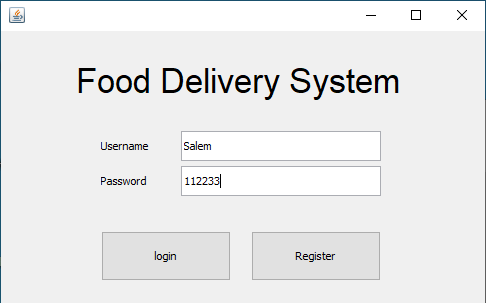 Food Delivery System
Username Salem
Password 112233
login Register